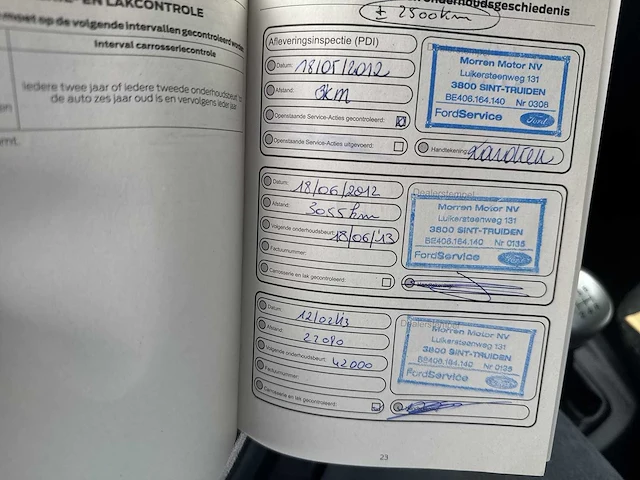 EN LAKCONTROLE
moet op de volgende intervallen gecontroleerd worden
Interval carrosseriecontrole
Iedere twee jaar of iedere tweede onderhoudsbeurt
de auto zes jaar oud is en vervolgens ieder jaar
± 2500km
onderhoudsgeschiedenis
Afleveringsinspectie (PDI)
Datum: 18/05/2012
Afstand: 8KM
Openstaande Service-Acties gecontroleerd:
Openstaande Service-Acties uitgevoerd:
Morren Motor NV
Luikersteenweg 131
3800 SINT-TRUIDEN
BE406.164.140 Nr 0308
FordService Ford
Handtekening:
Datum: 18/06/2012
Afstand: 3055km
Volgende onderhoudsbeurt: 18/06/'13
Factuurnummer:
Carrosserie en lak gecontroleerd:
Dealerstempel
Morren Motor NV
Luikersteenweg 131
3800 SINT-TRUIDEN
BE406.164.140 Nr 0135
FordService Ford
Handtekening:
Datum: 12/02/13
Afstand: 22090
Volgende onderhoudsbeurt: 42000
Factuurnummer:
Carrosserie en lak gecontroleerd:
Dealerstempel
Morren Motor NV
Luikersteenweg 131
3800 SINT-TRUIDEN
BE406.164.140 Nr 0135
FordService Ford
23